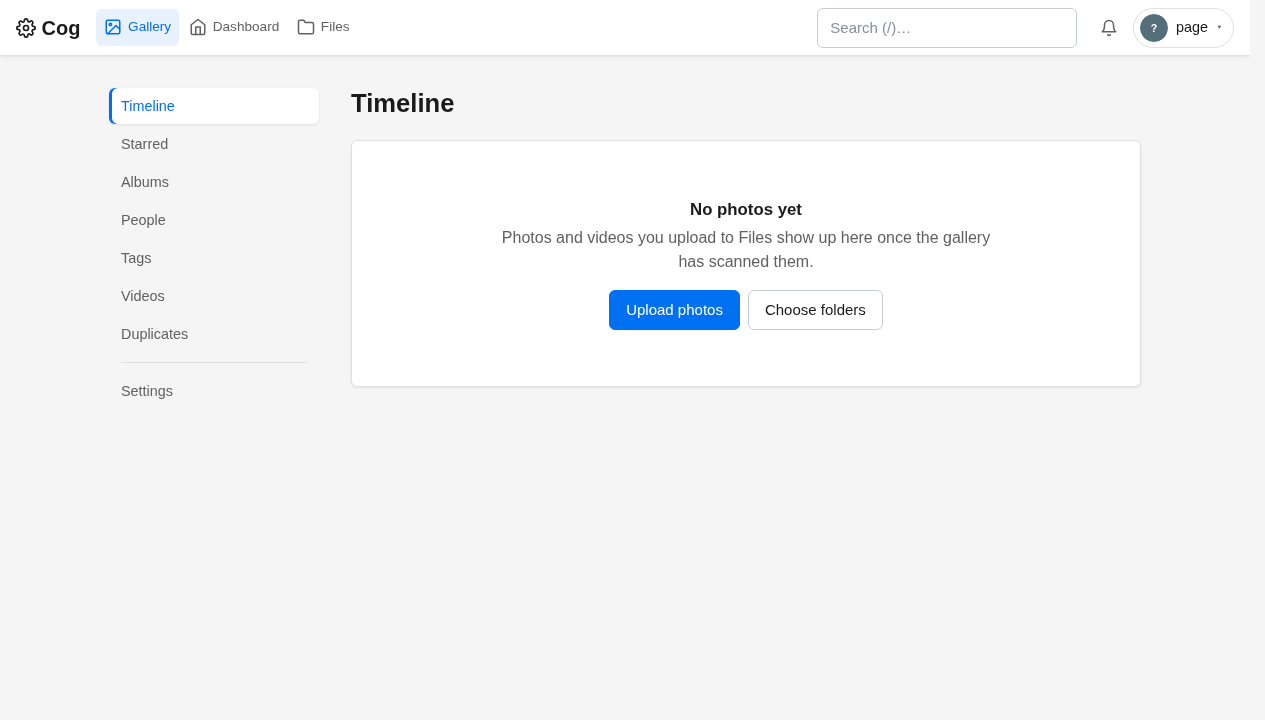 Cog
Gallery
Dashboard
Files
Search (/)…
?
page
Timeline
Starred
Albums
People
Tags
Videos
Duplicates
Settings
Timeline
No photos yet
Photos and videos you upload to Files show up here once the gallery
has scanned them.
Upload photos
Choose folders